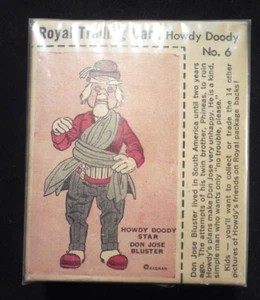 Royal Trading Card Howdy Doody
No. 6
HOWDY DOODY
STAR
DON JOSE
BLUSTER
©KAGRAN
Don Jose Bluster lived in South America until two years
ago. The attempts of his twin brother, Phineas, to ruin
Howdy's plans make Don Jose very unhappy. He is a kind,
simple man who wants only "no trouble, please."
Kids — you'll want to collect or trade the 14 other
pictures of Howdy's friends on Royal package backs!